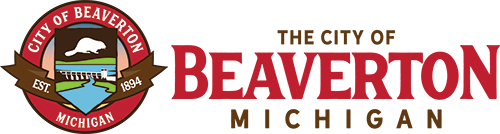 CITY OF BEAVERTON
EST. 1894
MICHIGAN
THE CITY OF
BEAVERTON
MICHIGAN